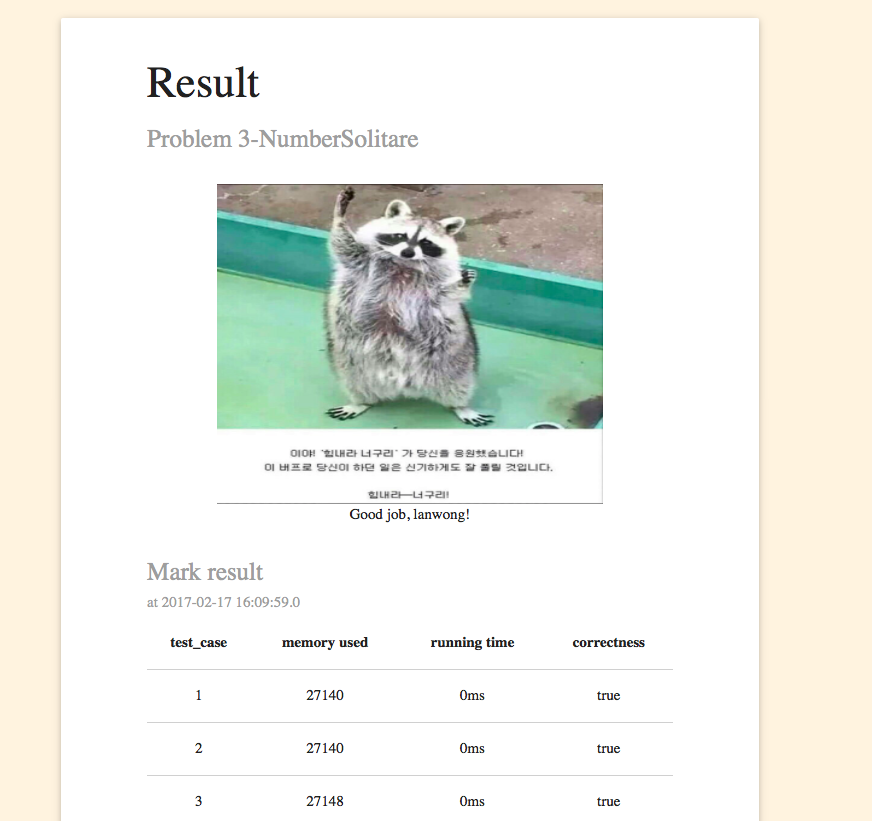 Result
Problem 3-NumberSolitare
이야! '힘내라 너구리' 가 당신을 응원했습니다!
이 버프로 당신이 하던 일은 신기하게도 잘 풀릴 것입니다.
힘내라—너구리!
Good job, lanwong!
Mark result
at 2017-02-17 16:09:59.0
test_case memory used running time correctness
1 27140 0ms true
2 27140 0ms true
3 27148 0ms true